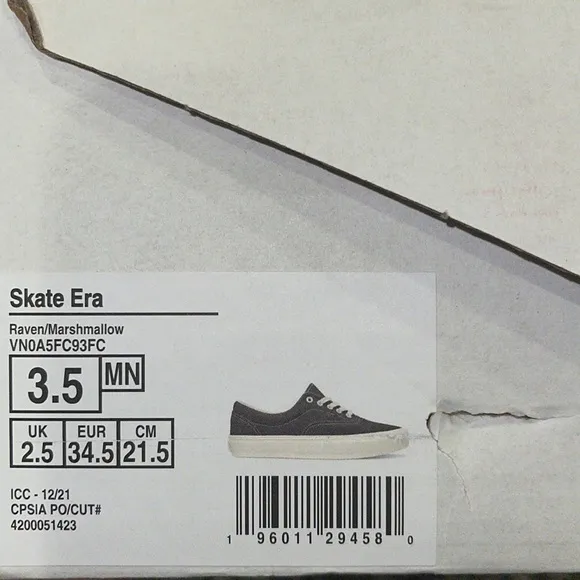 Skate Era
Raven/Marshmallow
VN0A5FC93FC
3.5 MN
UK EUR CM
2.5 34.5 21.5
ICC - 12/21
CPSIA PO/CUT#
4200051423
1 96011 29458 0